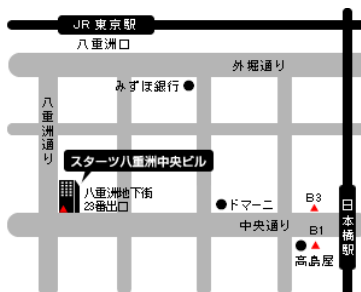 JR 東京駅
八重洲口
外堀通り
みずほ銀行
八重洲通り
スターツ八重洲中央ビル
八重洲地下街
23番出口
ドマーニ
B3
日本橋駅
中央通り
B1
高島屋